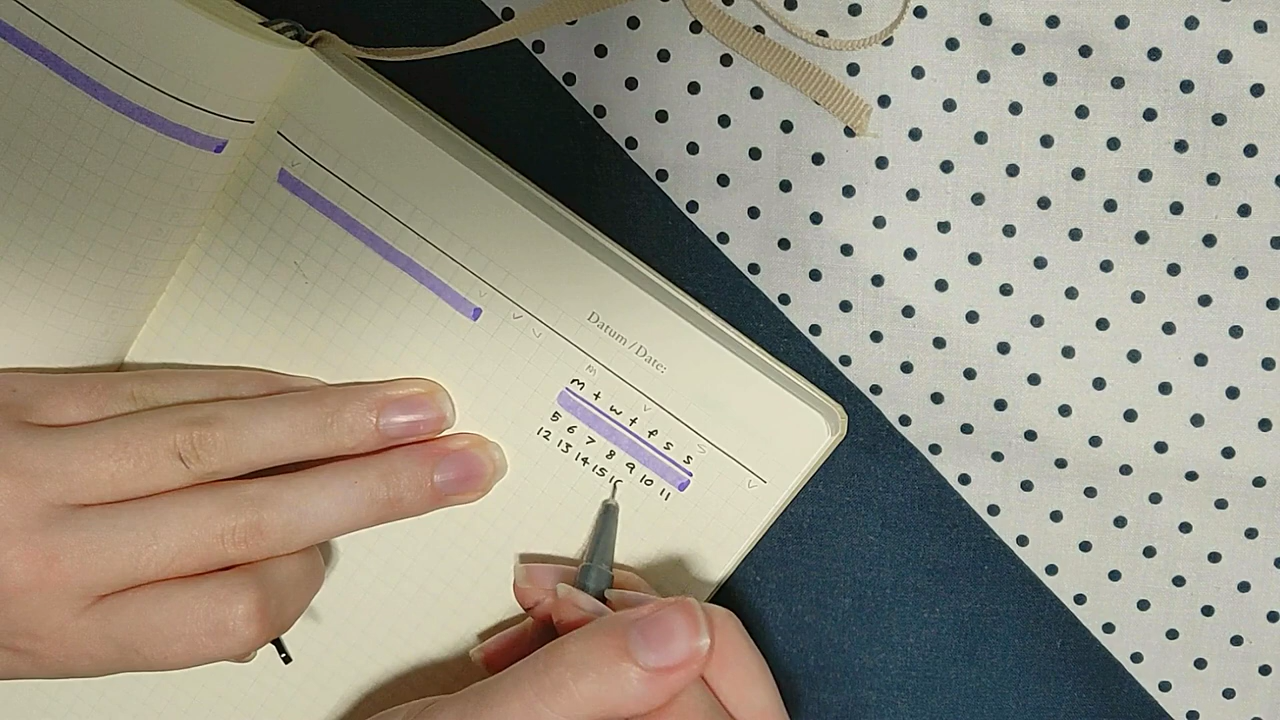 Datum / Date:
m t w t f s s
5 6 7 8 9 10 11
12 13 14 15 16